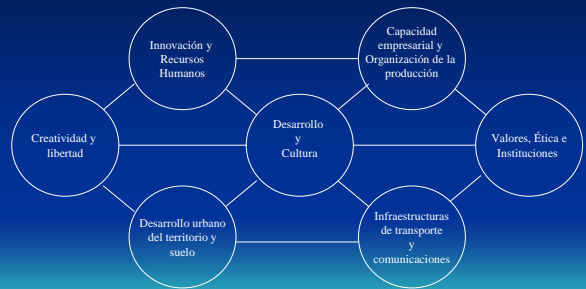 Innovación y
Recursos
Humanos
Capacidad
empresarial y
Organización de la
producción
Creatividad y
libertad
Desarrollo
y
Cultura
Valores, Ética e
Instituciones
Desarrollo urbano
del territorio y
suelo
Infraestructuras
de transporte
y
comunicaciones